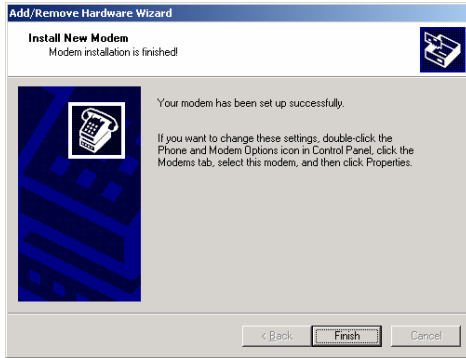 Add/Remove Hardware Wizard
Install New Modem
Modem installation is finished!
Your modem has been set up successfully.
If you want to change these settings, double-click the
Phone and Modem Options icon in Control Panel, click the
Modems tab, select this modem, and then click Properties.
< Back Finish Cancel